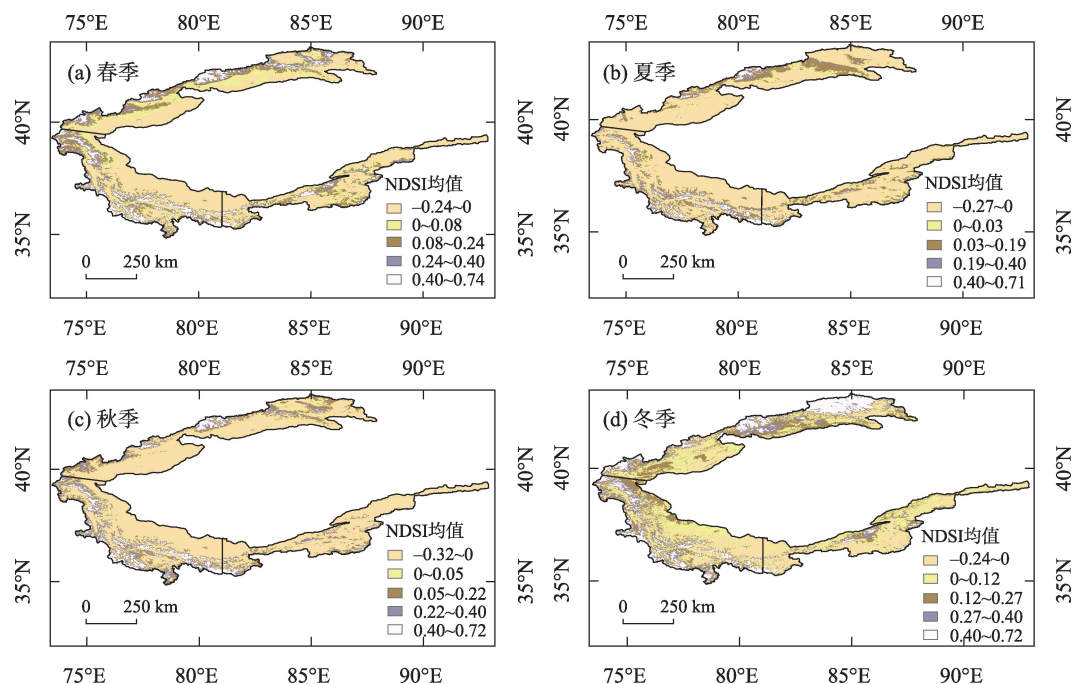 75°E 80°E 85°E 90°E
(a) 春季
40°N
35°N
NDSI均值
–0.24~0
0~0.08
0.08~0.24
0.24~0.40
0.40~0.74
0 250 km
75°E 80°E 85°E 90°E
75°E 80°E 85°E 90°E
(b) 夏季
40°N
35°N
NDSI均值
–0.27~0
0~0.03
0.03~0.19
0.19~0.40
0.40~0.71
0 250 km
40°N
35°N
75°E 80°E 85°E 90°E
75°E 80°E 85°E 90°E
(c) 秋季
40°N
35°N
NDSI均值
–0.32~0
0~0.05
0.05~0.22
0.22~0.40
0.40~0.72
0 250 km
75°E 80°E 85°E 90°E
75°E 80°E 85°E 90°E
(d) 冬季
40°N
35°N
NDSI均值
–0.24~0
0~0.12
0.12~0.27
0.27~0.40
0.40~0.72
0 250 km
40°N
35°N
75°E 80°E 85°E 90°E